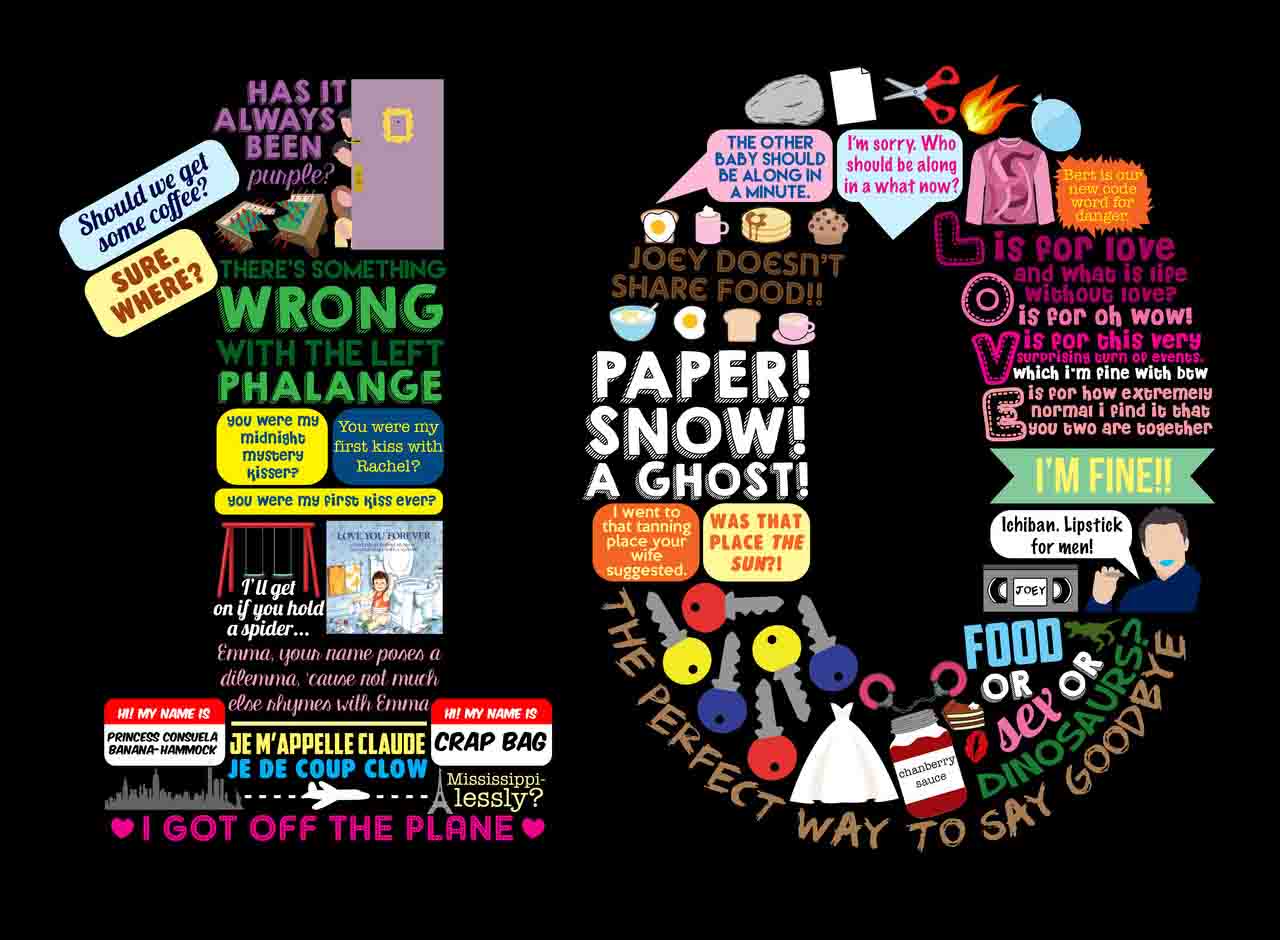 HAS IT
ALWAYS
BEEN
purple?
Should we get
some coffee?
SURE.
WHERE?
THERE'S SOMETHING
WRONG
WITH THE LEFT
PHALANGE
you were my
midnight
mystery
kisser?
You were my
first kiss with
Rachel?
you were my first kiss ever?
I'll get
on if you hold
a spider...
LOVE YOU FOREVER
Emma, your name poses a
dilemma, 'cause not much
else rhymes with Emma
HI! MY NAME IS
PRINCESS CONSUELA
BANANA-HAMMOCK
JE M'APPELLE CLAUDE
JE DE COUP CLOW
HI! MY NAME IS
CRAP BAG
Mississippi-
lessly?
I GOT OFF THE PLANE
THE OTHER
BABY SHOULD
BE ALONG IN
A MINUTE.
I'm sorry. Who
should be along
in a what now?
Bert is our
new code
word for
danger.
JOEY DOESN'T
SHARE FOOD!!
PAPER!
SNOW!
A GHOST!
I went to
that tanning
place your
wife
suggested.
WAS THAT
PLACE THE
SUN?!
L is for love
and what is life
without love?
O is for oh wow!
V is for this very
surprising turn of events.
which i'm fine with btw
E is for how extremely
normal i find it that
you two are together
I'M FINE!!
Ichiban. Lipstick
for men!
JOEY
FOOD
OR
sex OR
DINOSAURS?
chanberry
sauce
THE PERFECT WAY TO SAY GOODBYE